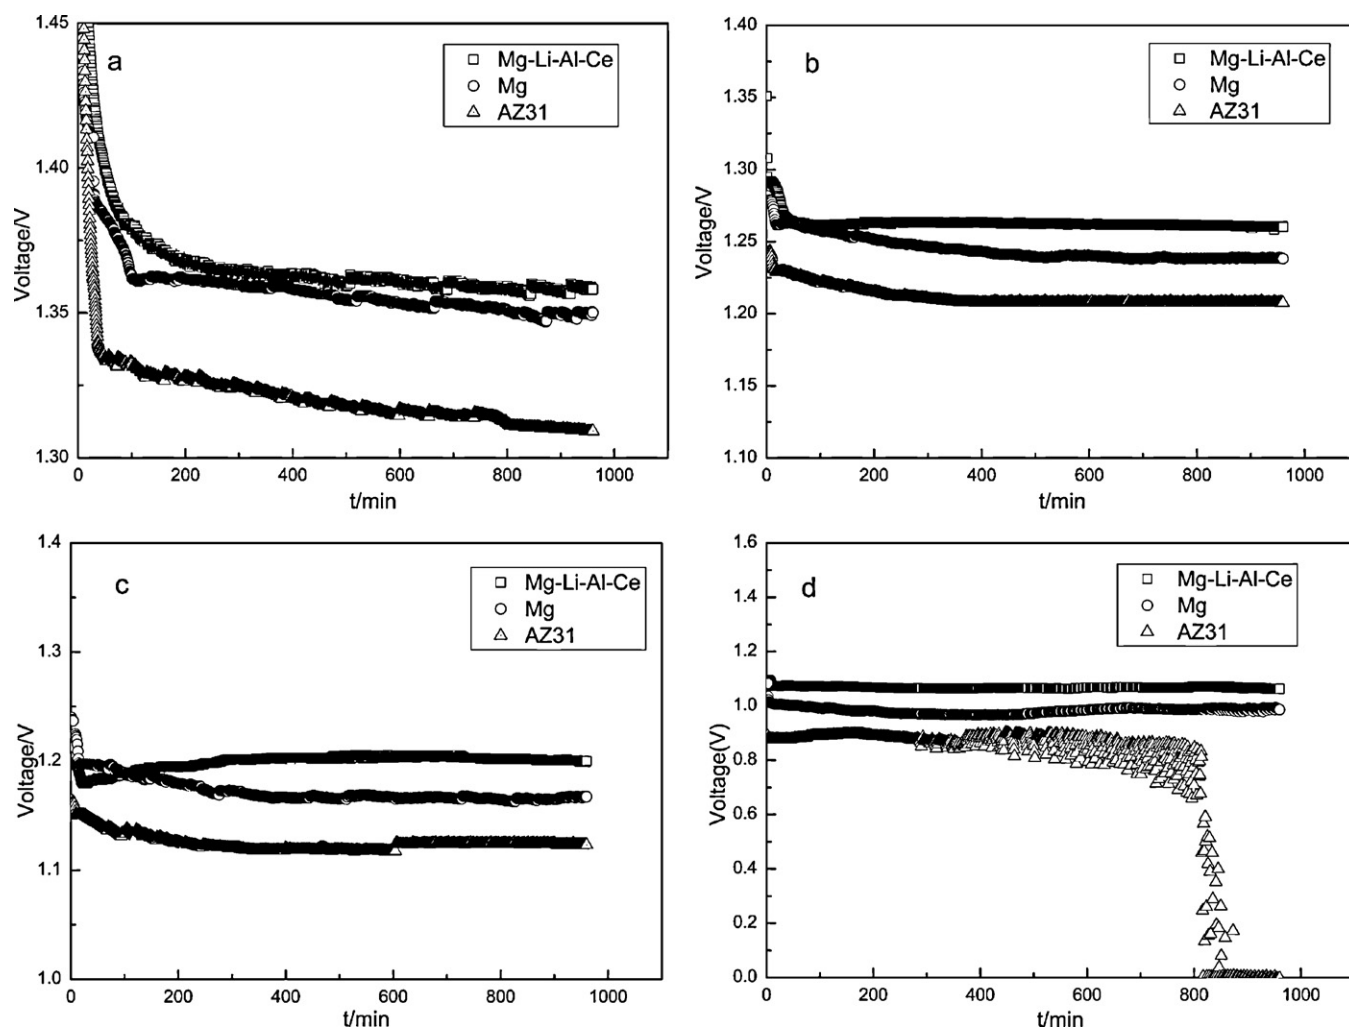 a
Mg-Li-Al-Ce
Mg
AZ31
1.45
1.40
1.35
1.30
Voltage/V
0 200 400 600 800 1000
t/min
b
Mg-Li-Al-Ce
Mg
AZ31
1.40
1.35
1.30
1.25
1.20
1.15
1.10
Voltage/V
0 200 400 600 800 1000
t/min
c
Mg-Li-Al-Ce
Mg
AZ31
1.4
1.3
1.2
1.1
1.0
Voltage/V
0 200 400 600 800 1000
t/min
d
Mg-Li-Al-Ce
Mg
AZ31
1.6
1.4
1.2
1.0
0.8
0.6
0.4
0.2
0.0
Voltage(V)
0 200 400 600 800 1000
t/min